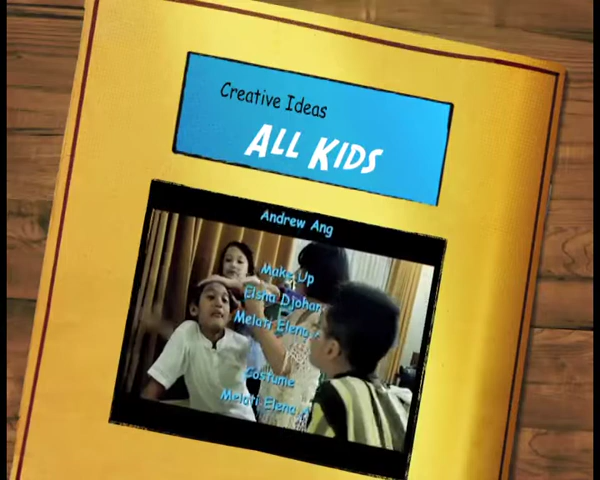 Creative Ideas
ALL KIDS
Andrew Ang
Make Up
Elsna Djohan
Melati Elena
Costume
Melati Elena